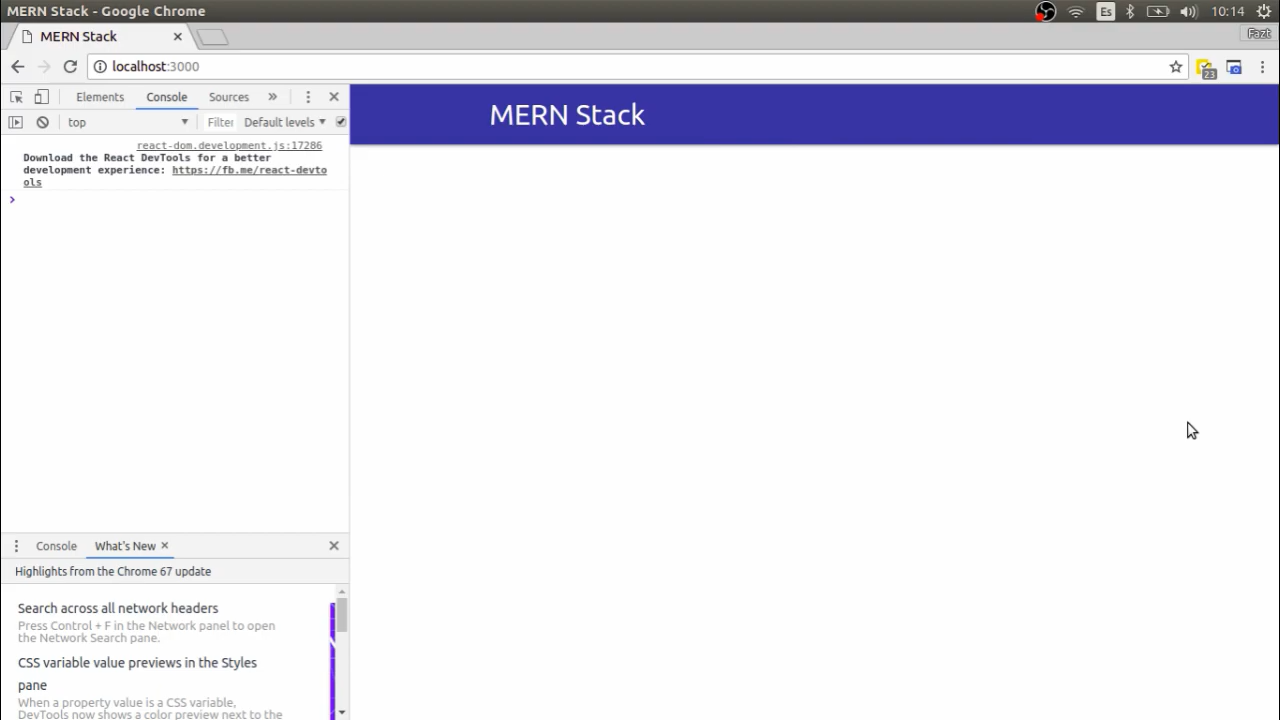 MERN Stack - Google Chrome
Es
10:14
MERN Stack
Fazt
localhost:3000
23
Elements
Console
Sources
»
top
Filter
Default levels
react-dom.development.js:17286
Download the React DevTools for a better
development experience: https://fb.me/react-devto
ols
>
MERN Stack
Console
What's New
Highlights from the Chrome 67 update
Search across all network headers
Press Control + F in the Network panel to open
the Network Search pane.
CSS variable value previews in the Styles
pane
When a property value is a CSS variable,
DevTools now shows a color preview next to the